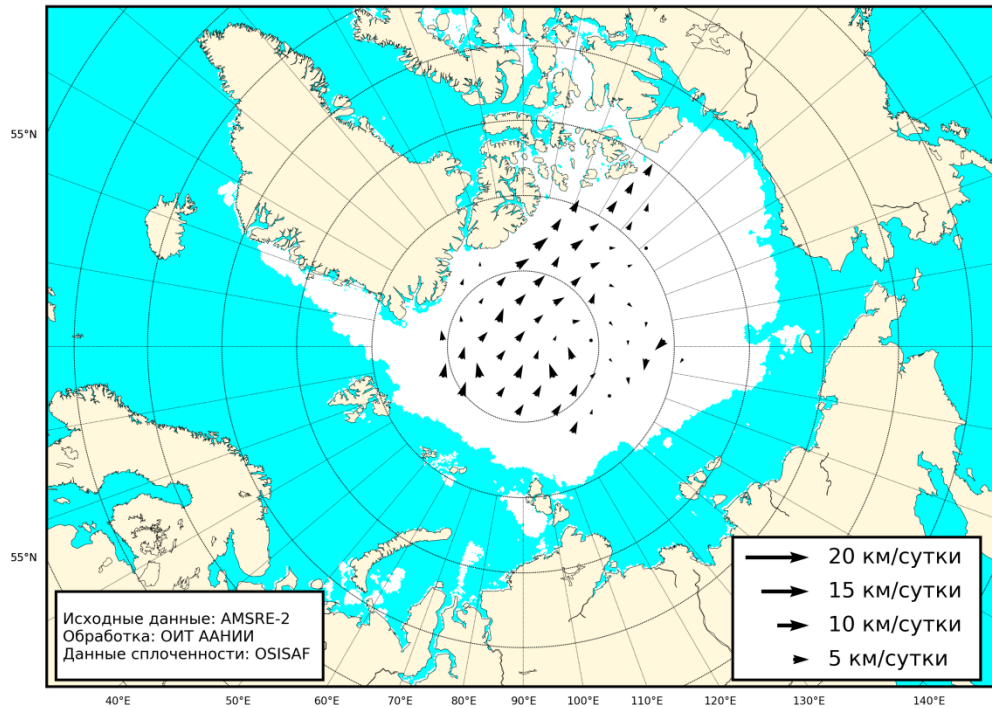 55°N
55°N
20 км/сутки
15 км/сутки
10 км/сутки
5 км/сутки
Исходные данные: AMSRE-2
Обработка: ОИТ ААНИИ
Данные сплоченности: OSISAF
40°E 50°E 60°E 70°E 80°E 90°E 100°E 110°E 120°E 130°E 140°E